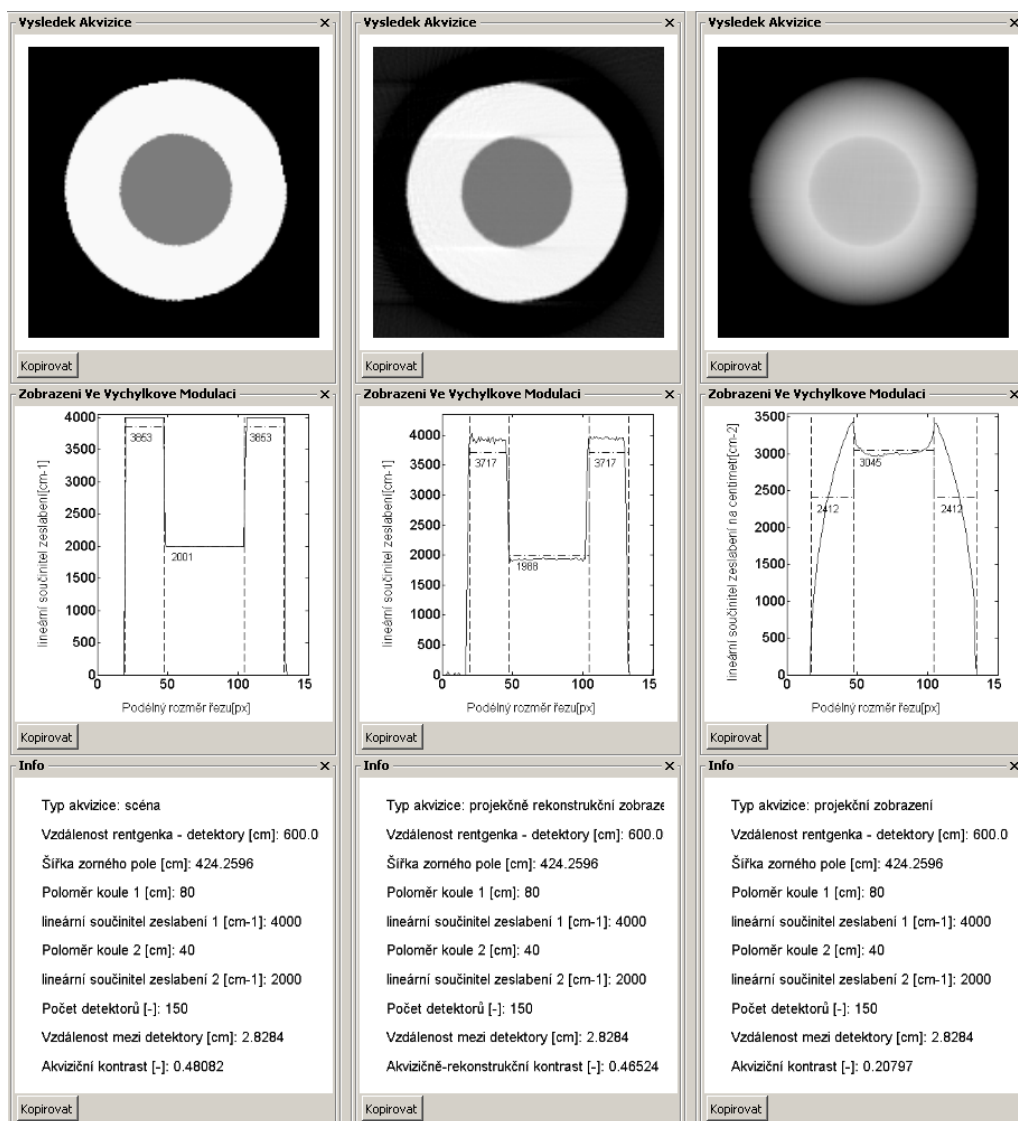 Vysledek Akvizice
Kopirovat
Zobrazeni Ve Vychylkove Modulaci
lineární součinitel zeslabení[cm-1]
4000
3500
3000
2500
2000
1500
1000
500
0
3853
3853
2001
0
50
100
15
Podélný rozměr řezu[px]
Kopirovat
Info
Typ akvizice: scéna
Vzdálenost rentgenka - detektory [cm]: 600.0
Šířka zorného pole [cm]: 424.2596
Poloměr koule 1 [cm]: 80
lineární součinitel zeslabení 1 [cm-1]: 4000
Poloměr koule 2 [cm]: 40
lineární součinitel zeslabení 2 [cm-1]: 2000
Počet detektorů [-]: 150
Vzdálenost mezi detektory [cm]: 2.8284
Akviziční kontrast [-]: 0.48082
Kopirovat
Vysledek Akvizice
Kopirovat
Zobrazeni Ve Vychylkove Modulaci
lineární součinitel zeslabení[cm-1]
4000
3500
3000
2500
2000
1500
1000
500
0
3717
3717
1988
0
50
100
15
Podélný rozměr řezu[px]
Kopirovat
Info
Typ akvizice: projekčně rekonstrukční zobraze
Vzdálenost rentgenka - detektory [cm]: 600.0
Šířka zorného pole [cm]: 424.2596
Poloměr koule 1 [cm]: 80
lineární součinitel zeslabení 1 [cm-1]: 4000
Poloměr koule 2 [cm]: 40
lineární součinitel zeslabení 2 [cm-1]: 2000
Počet detektorů [-]: 150
Vzdálenost mezi detektory [cm]: 2.8284
Akvizičně-rekonstrukční kontrast [-]: 0.46524
Kopirovat
Vysledek Akvizice
Kopirovat
Zobrazeni Ve Vychylkove Modulaci
lineární součinitel zeslabení na centimetr[cm-2]
3500
3000
2500
2000
1500
1000
500
0
3045
2412
2412
0
50
100
15
Podélný rozměr řezu[px]
Kopirovat
Info
Typ akvizice: projekční zobrazení
Vzdálenost rentgenka - detektory [cm]: 600.0
Šířka zorného pole [cm]: 424.2596
Poloměr koule 1 [cm]: 80
lineární součinitel zeslabení 1 [cm-1]: 4000
Poloměr koule 2 [cm]: 40
lineární součinitel zeslabení 2 [cm-1]: 2000
Počet detektorů [-]: 150
Vzdálenost mezi detektory [cm]: 2.8284
Akviziční kontrast [-]: 0.20797
Kopirovat